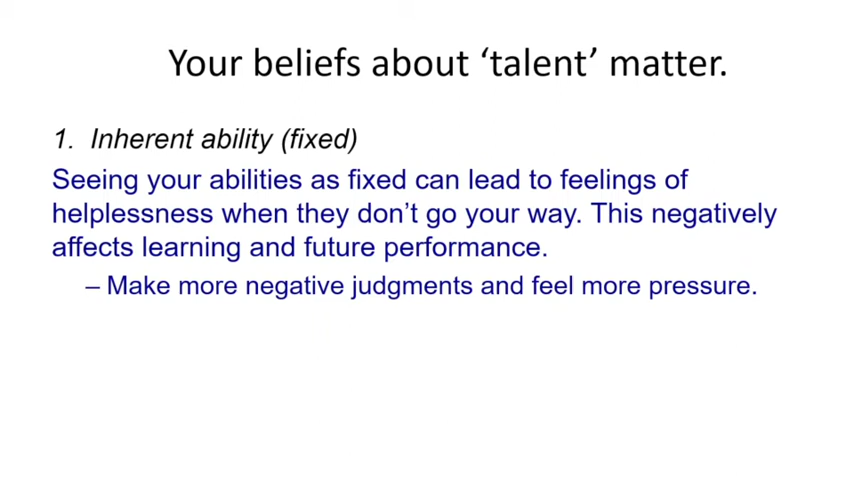 Your beliefs about ‘talent’ matter.
1. Inherent ability (fixed)
Seeing your abilities as fixed can lead to feelings of
helplessness when they don’t go your way. This negatively
affects learning and future performance.
– Make more negative judgments and feel more pressure.